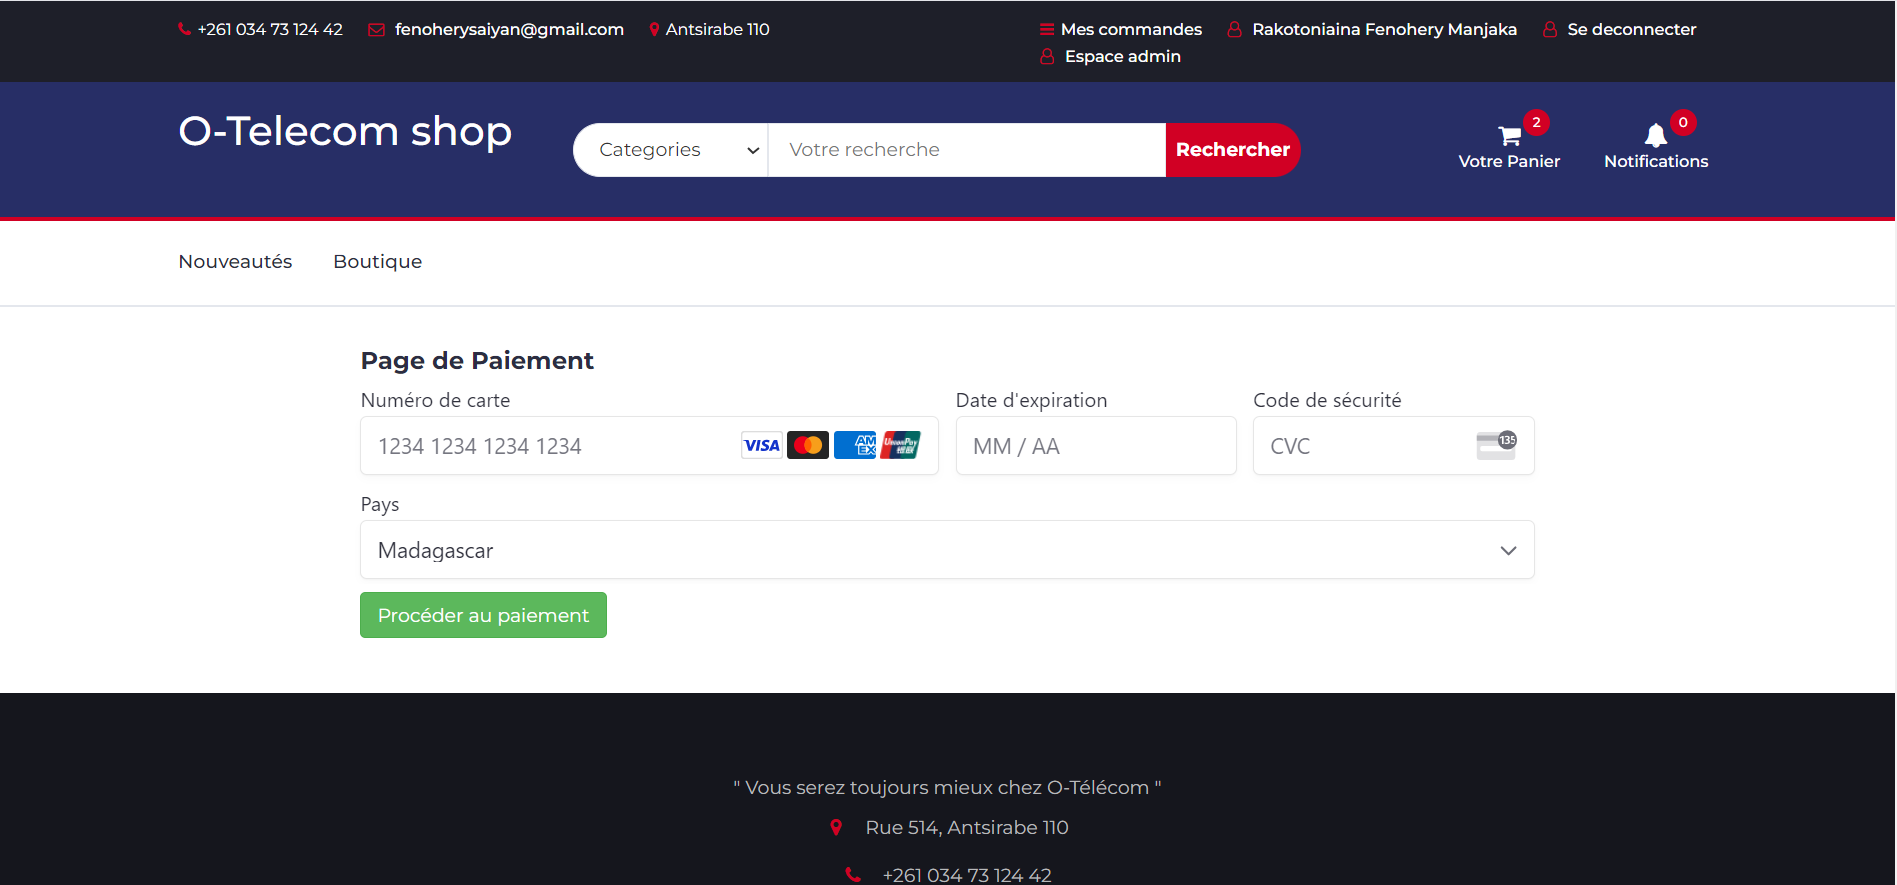 +261 034 73 124 42 fenoherysaiyan@gmail.com Antsirabe 110 Mes commandes Rakotoniaina Fenohery Manjaka Se deconnecter
Espace admin
O-Telecom shop Categories Votre recherche Rechercher
2
Votre Panier
0
Notifications
Nouveautés Boutique
Page de Paiement
Numéro de carte Date d'expiration Code de sécurité
1234 1234 1234 1234 VISA AM EX UnionPay 银联 MM / AA CVC 135
Pays
Madagascar
Procéder au paiement
" Vous serez toujours mieux chez O-Télécom "
Rue 514, Antsirabe 110
+261 034 73 124 42